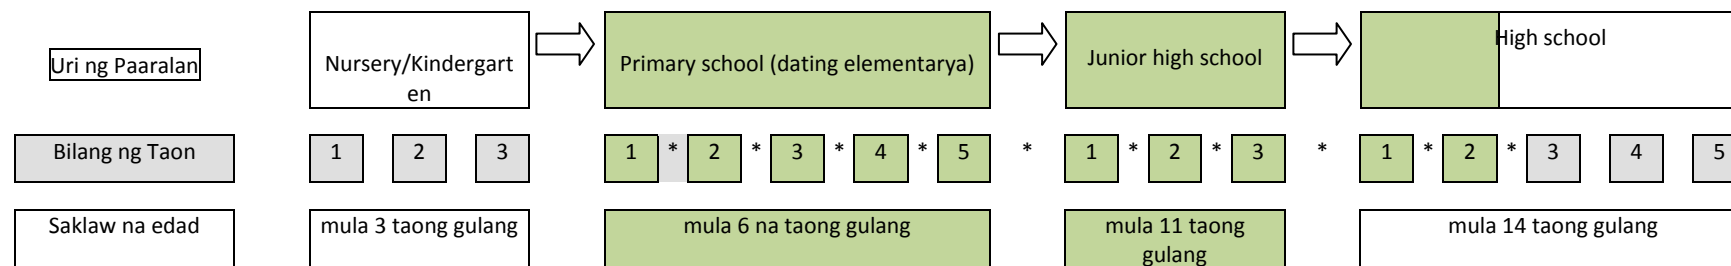 Uri ng Paaralan
Nursery/Kindergart
en
Primary school (dating elementarya)
Junior high school
High school
Bilang ng Taon
1 2 3
1 * 2 * 3 * 4 * 5 * 1 * 2 * 3 * 1 * 2 * 3 4 5
Saklaw na edad
mula 3 taong gulang
mula 6 na taong gulang
mula 11 taong
gulang
mula 14 taong gulang